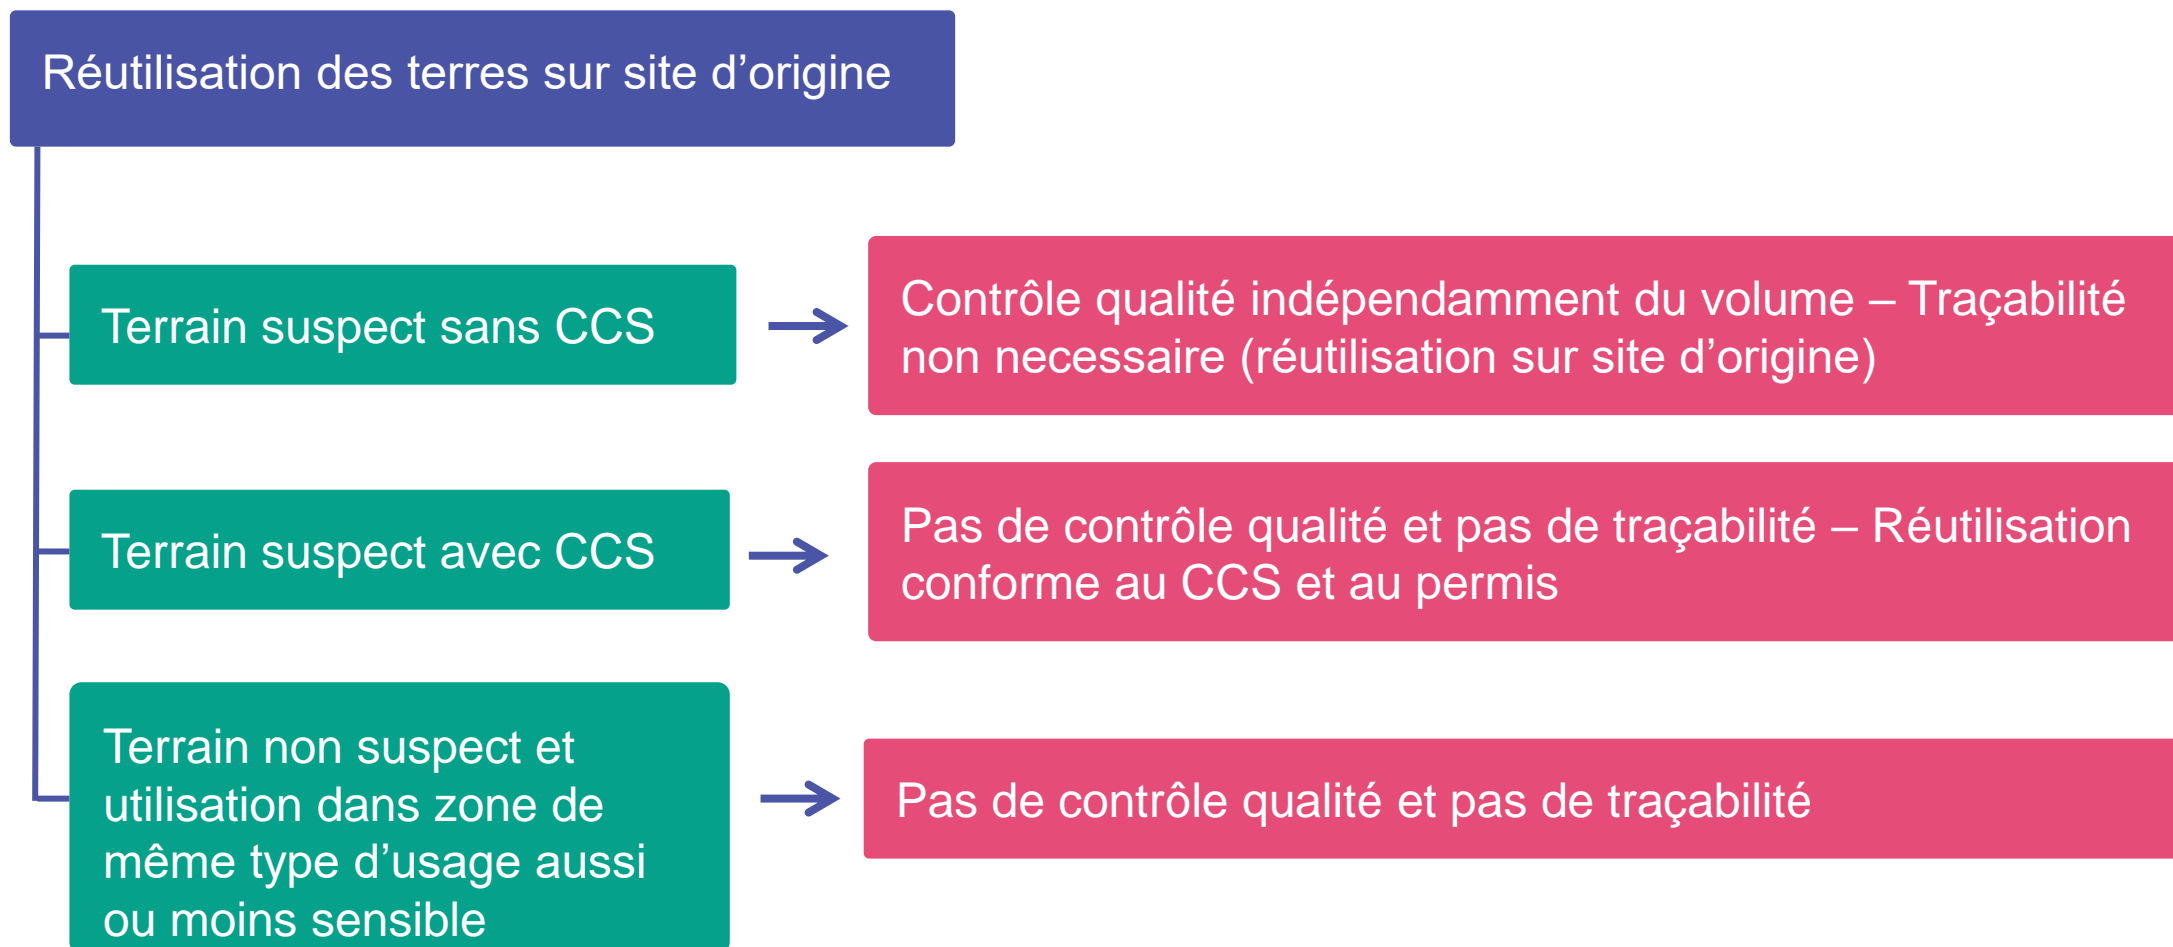 Réutilisation des terres sur site d’origine
Terrain suspect sans CCS
Contrôle qualité indépendamment du volume – Traçabilité
non necessaire (réutilisation sur site d’origine)
Terrain suspect avec CCS
Pas de contrôle qualité et pas de traçabilité – Réutilisation
conforme au CCS et au permis
Terrain non suspect et
utilisation dans zone de
même type d’usage aussi
ou moins sensible
Pas de contrôle qualité et pas de traçabilité